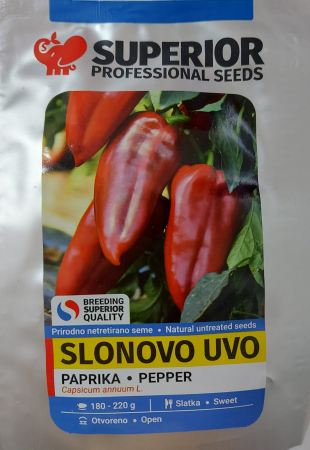 SUPERIOR
PROFESSIONAL SEEDS
BREEDING
SUPERIOR
QUALITY
Prirodno netretirano seme • Natural untreated seeds
SLONOVO UVO
PAPRIKA • PEPPER
Capsicum annuum L.
180 - 220 g
Slatka • Sweet
Otvoreno • Open